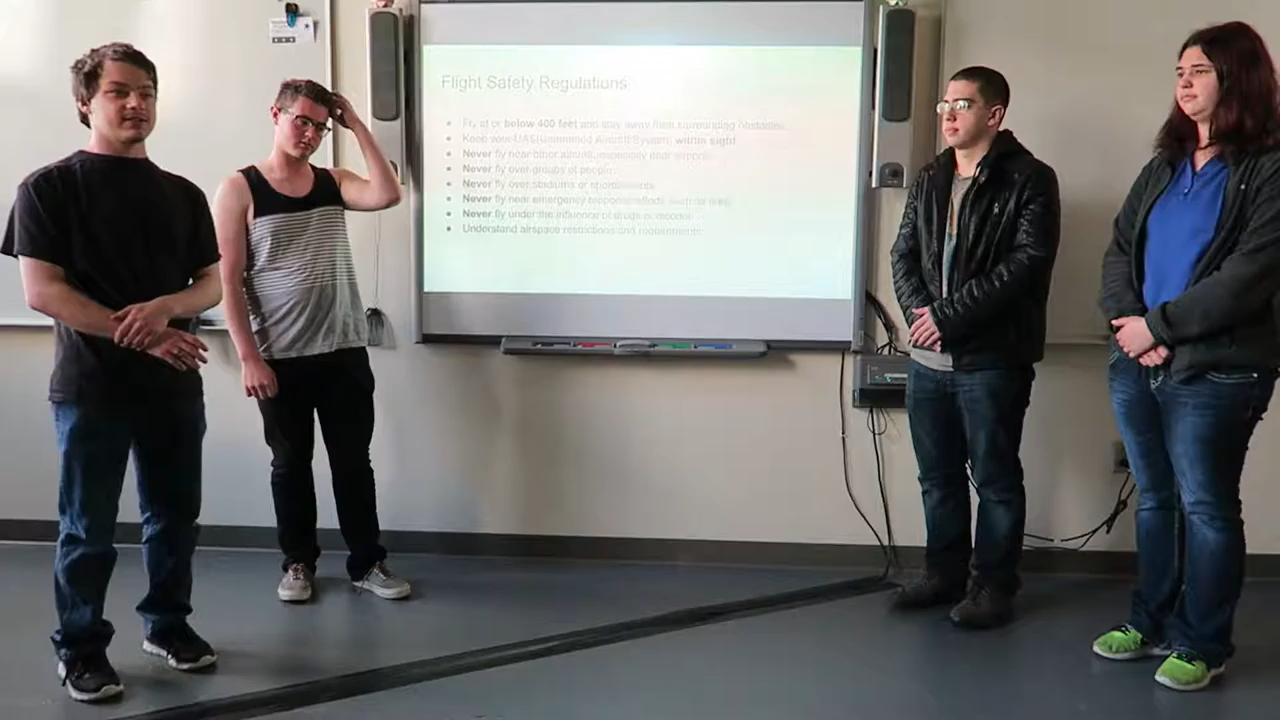 Flight Safety Regulations
Fly at or below 400 feet and stay away from surrounding obstacles
Keep your UAS(Unmanned Aircraft System) within sight
Never fly near other aircraft, especially near airports
Never fly over groups of people
Never fly over stadiums or sports events
Never fly near emergency response efforts, such as fires
Never fly under the influence of drugs or alcohol
Understand airspace restrictions and requirements